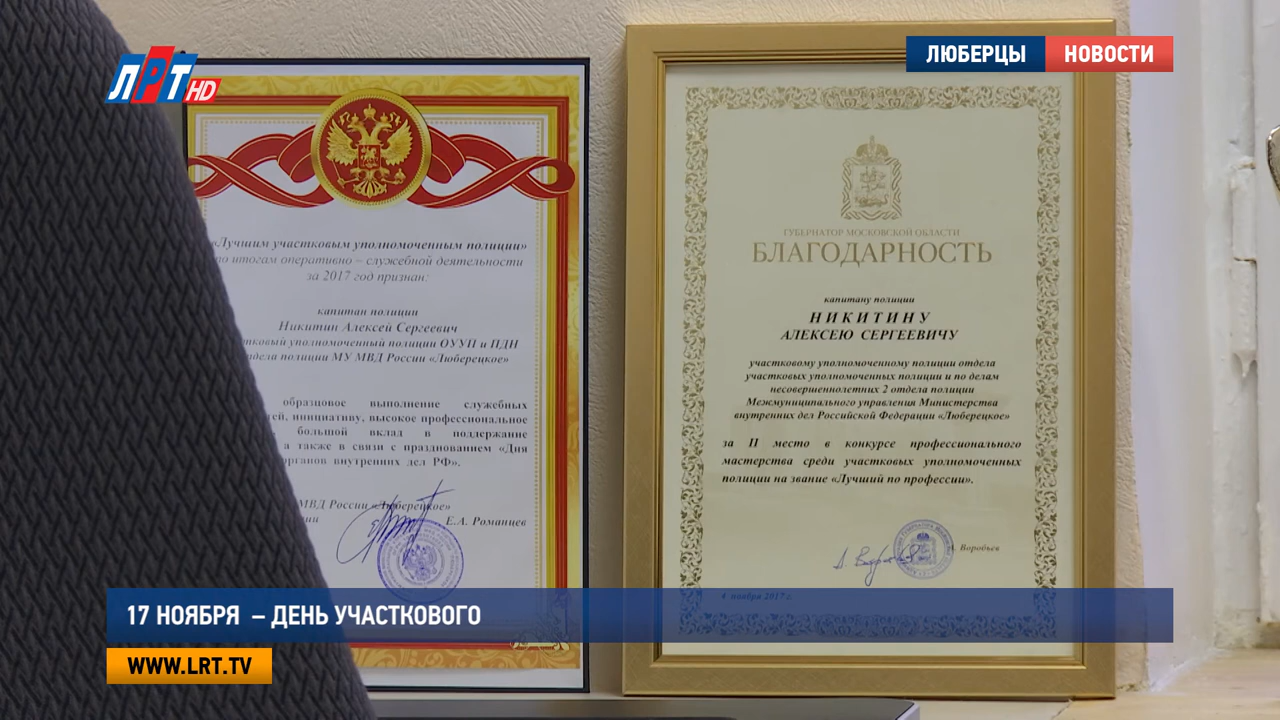 ЛРТ HD
ЛЮБЕРЦЫ НОВОСТИ
«Лучшим участковым уполномоченным полиции»
по итогам оперативно – служебной деятельности
за 2017 год признан:
капитан полиции
Никитин Алексей Сергеевич
уполномоченный полиции ОУУП и ПДН
полиции МУ МВД России «Люберецкое»
образцовое выполнение служебных
инициативу, высокое профессиональное
большой вклад в поддержание
а также в связи с празднованием «Дня
органов внутренних дел РФ».
МВД России «Люберецкое»
Е.А. Романцев
ГУБЕРНАТОР МОСКОВСКОЙ ОБЛАСТИ
БЛАГОДАРНОСТЬ
капитану полиции
НИКИТИНУ
АЛЕКСЕЮ СЕРГЕЕВИЧУ
участковому уполномоченному полиции отдела
участковых уполномоченных полиции и по делам
несовершеннолетних 2 отдела полиции
Межмуниципального управления Министерства
внутренних дел Российской Федерации «Люберецкое»
за II место в конкурсе профессионального
мастерства среди участковых уполномоченных
полиции на звание «Лучший по профессии».
Воробьев
ноября 2017 г.
17 НОЯБРЯ – ДЕНЬ УЧАСТКОВОГО
WWW.LRT.TV